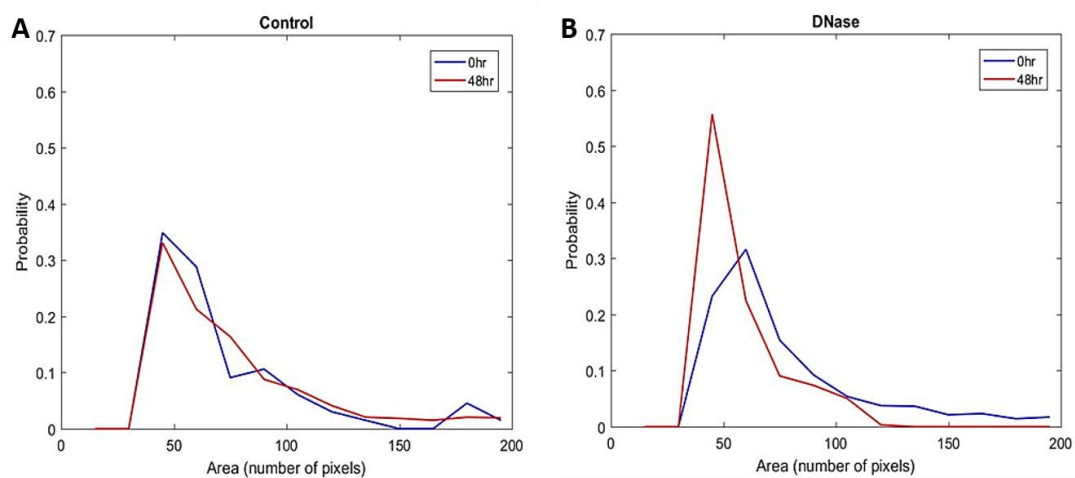 A
Control
0.7
0.6
0.5
0.4
0.3
0.2
0.1
0
Probability
0hr
48hr
0
50
100
150
200
Area (number of pixels)
B
DNase
0.7
0.6
0.5
0.4
0.3
0.2
0.1
0
Probability
0hr
48hr
0
50
100
150
200
Area (number of pixels)